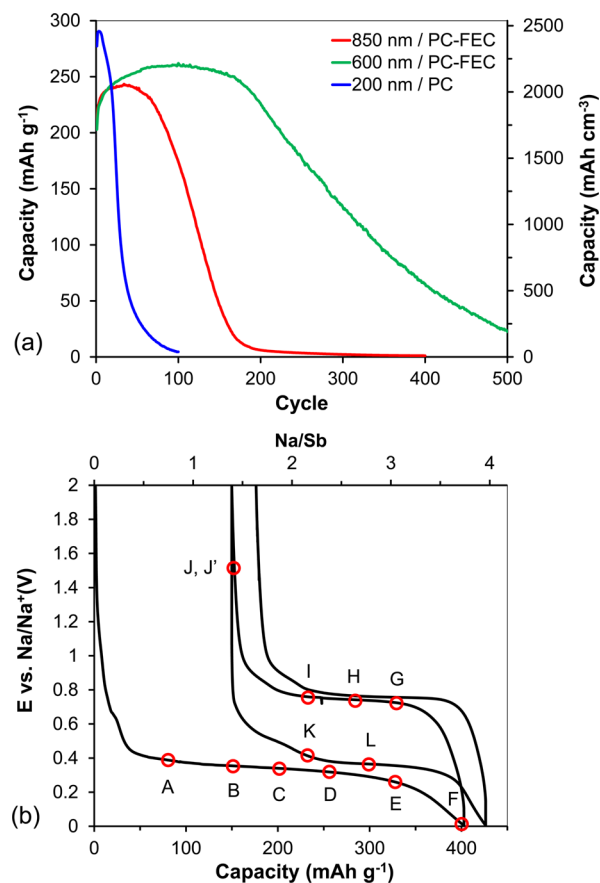 300
250
200
150
100
50
0
Capacity (mAh g⁻¹)
2500
2000
1500
1000
500
0
Capacity (mAh cm⁻³)
850 nm / PC-FEC
600 nm / PC-FEC
200 nm / PC
0 100 200 300 400 500
Cycle
(a)
Na/Sb
0 1 2 3 4
2
1.8
1.6
1.4
1.2
1
0.8
0.6
0.4
0.2
0
E vs. Na/Na⁺(V)
J, J’
I H G
K L
A B C D E F
0 100 200 300 400
Capacity (mAh g⁻¹)
(b)